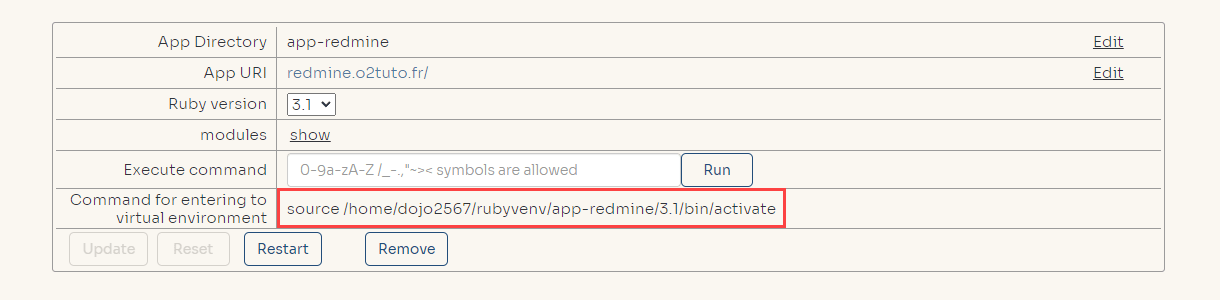 App Directory app-redmine Edit
App URI redmine.o2tuto.fr/ Edit
Ruby version 3.1
modules show
Execute command 0-9a-zA-Z /_-.,"~>< symbols are allowed Run
Command for entering to
virtual environment source /home/dojo2567/rubyvenv/app-redmine/3.1/bin/activate
Update Reset Restart Remove